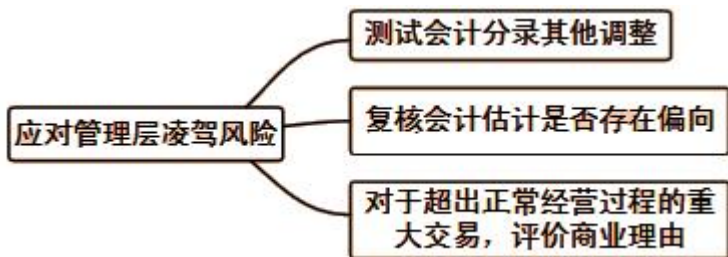 测试会计分录其他调整
应对管理层凌驾风险
复核会计估计是否存在偏向
对于超出正常经营过程的重
大交易，评价商业理由